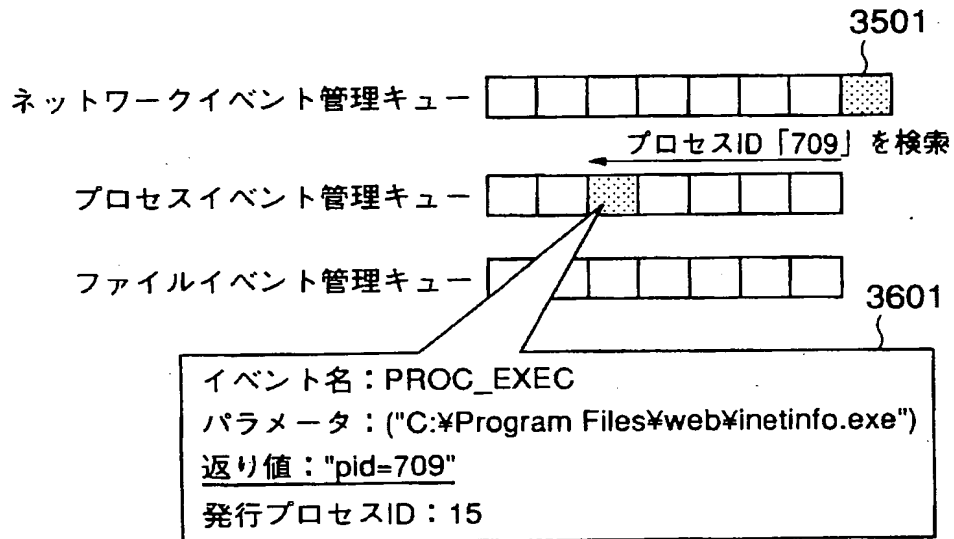 3501
ネットワークイベント管理キュー
プロセスID「709」を検索
プロセスイベント管理キュー
ファイルイベント管理キュー
3601
イベント名：PROC_EXEC
パラメータ：("C:¥Program Files¥web¥inetinfo.exe")
返り値："pid=709"
発行プロセスID：15